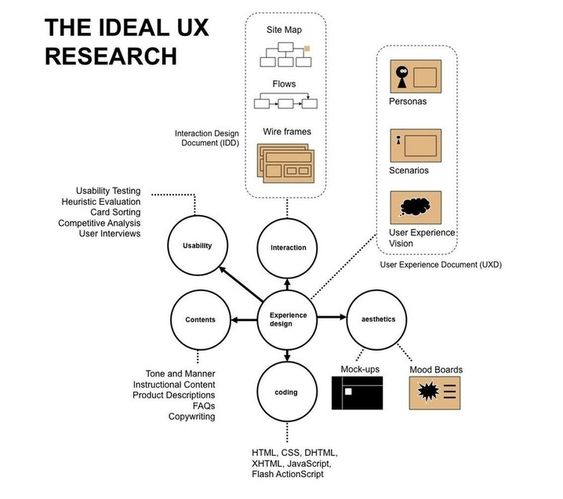 THE IDEAL UX
RESEARCH
Site Map
Flows
Wire frames
Interaction Design
Document (IDD)
Personas
Scenarios
User Experience
Vision
User Experience Document (UXD)
Usability Testing
Heuristic Evaluation
Card Sorting
Competitive Analysis
User Interviews
Usability
Interaction
Contents
Experience
design
aesthetics
coding
Mock-ups
Mood Boards
Tone and Manner
Instructional Content
Product Descriptions
FAQs
Copywriting
HTML, CSS, DHTML,
XHTML, JavaScript,
Flash ActionScript